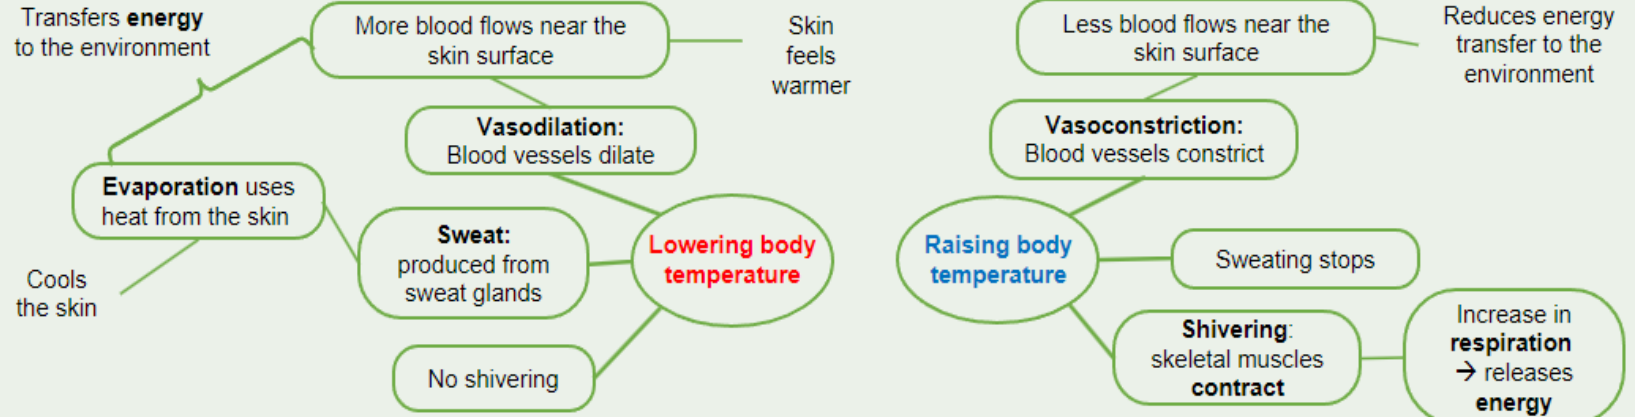 Transfers energy
to the environment
More blood flows near the
skin surface
Skin
feels
warmer
Vasodilation:
Blood vessels dilate
Evaporation uses
heat from the skin
Cools
the skin
Sweat:
produced from
sweat glands
No shivering
Lowering body
temperature
Less blood flows near the
skin surface
Reduces energy
transfer to the
environment
Vasoconstriction:
Blood vessels constrict
Raising body
temperature
Sweating stops
Shivering:
skeletal muscles
contract
Increase in
respiration
→ releases
energy